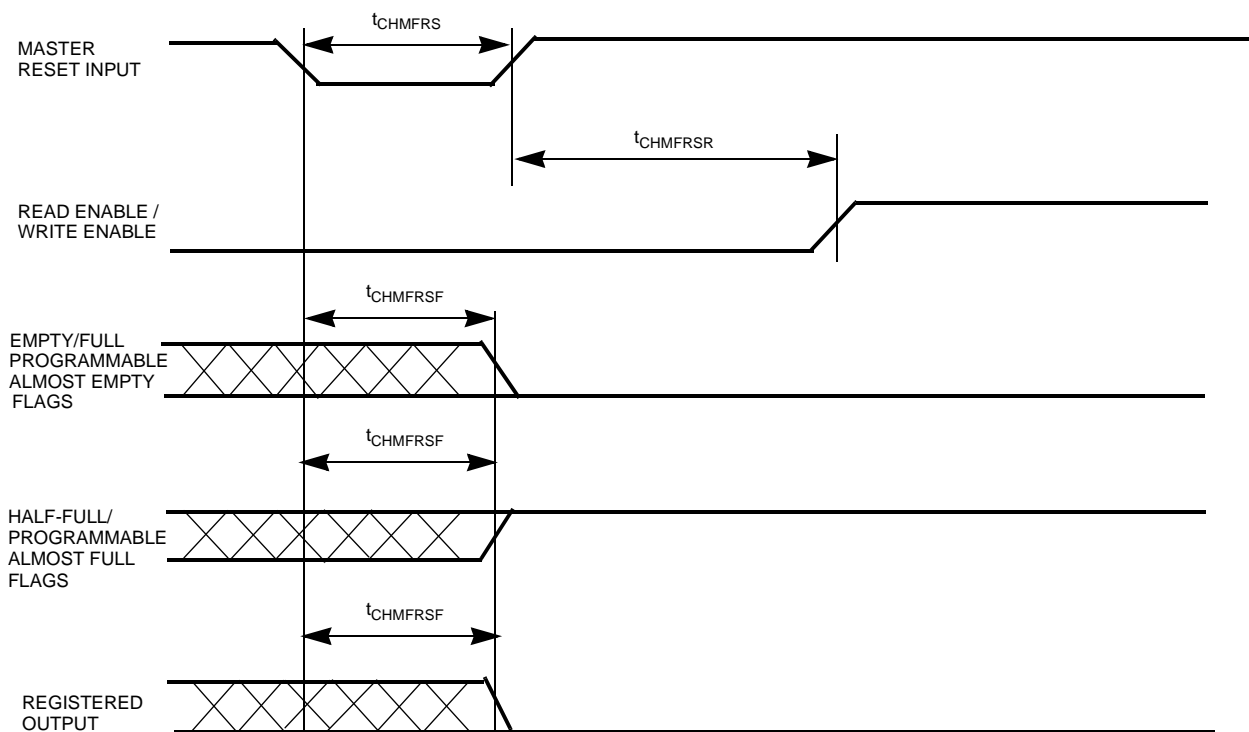 tCHMFRS
MASTER
RESET INPUT
tCHMFRSR
READ ENABLE /
WRITE ENABLE
tCHMFRSF
EMPTY/FULL
PROGRAMMABLE
ALMOST EMPTY
FLAGS
tCHMFRSF
HALF-FULL/
PROGRAMMABLE
ALMOST FULL
FLAGS
tCHMFRSF
REGISTERED
OUTPUT